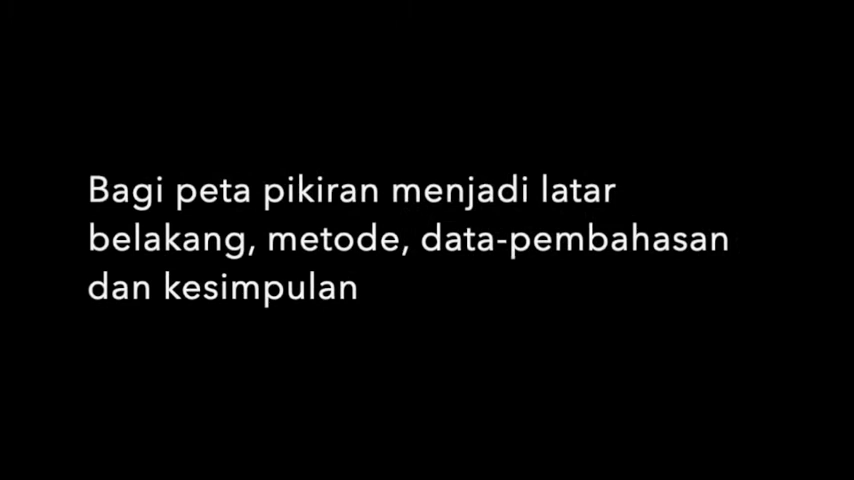 Bagi peta pikiran menjadi latar
belakang, metode, data-pembahasan
dan kesimpulan